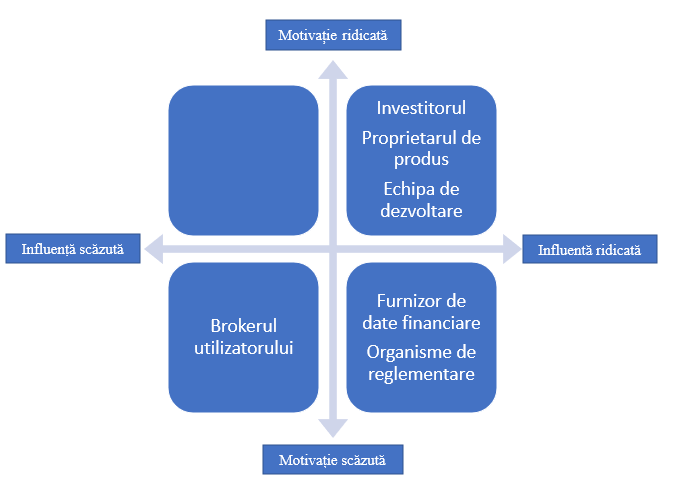 Motivație ridicată
Investitorul
Proprietarul de
produs
Echipa de
dezvoltare
Influență scăzută
Influentă ridicată
Brokerul
utilizatorului
Furnizor de
date financiare
Organisme de
reglementare
Motivație scăzută